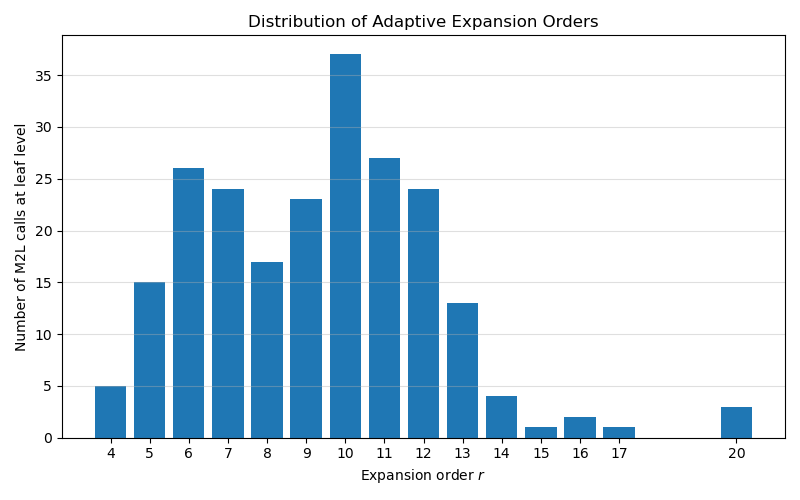 Distribution of Adaptive Expansion Orders
Number of M2L calls at leaf level
35
30
25
20
15
10
5
0
4 5 6 7 8 9 10 11 12 13 14 15 16 17 20
Expansion order r